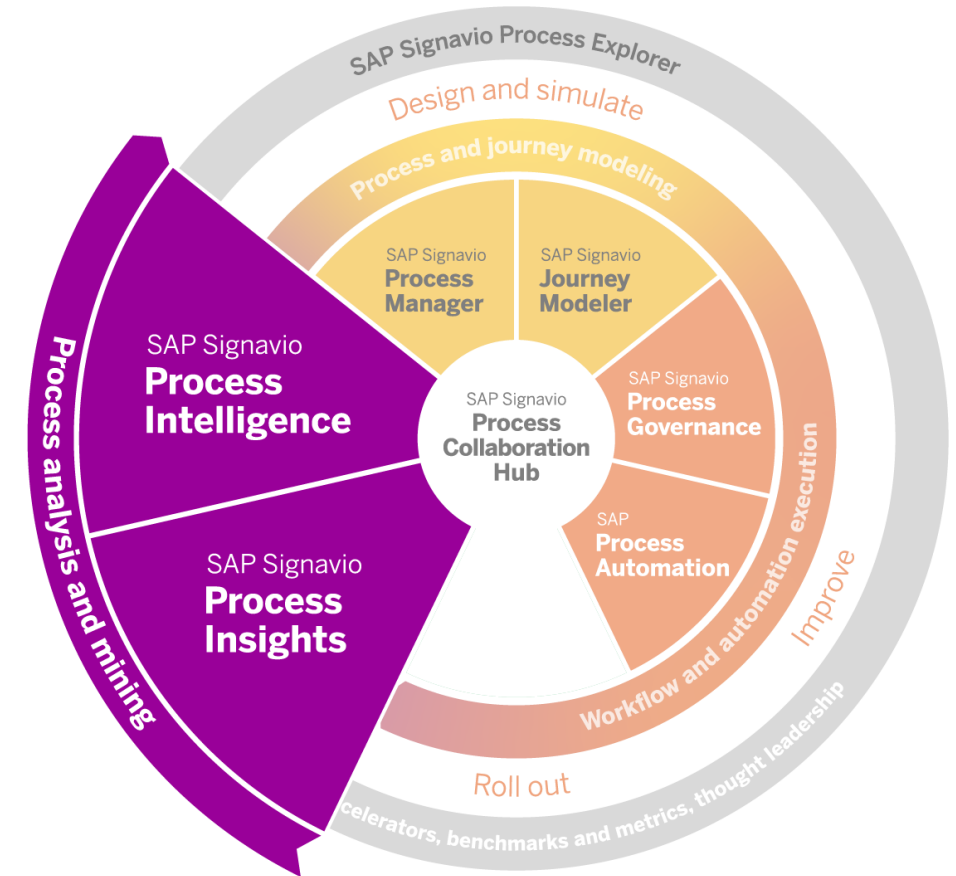 SAP Signavio Process Explorer
Design and simulate
Process and journey modeling
SAP Signavio
Process
Manager
SAP Signavio
Journey
Modeler
SAP Signavio
Process
Intelligence
SAP Signavio
Process
Collaboration
Hub
SAP Signavio
Process
Governance
Process analysis and mining
SAP Signavio
Process
Insights
SAP
Process
Automation
Workflow and automation execution
Improve
Roll out
celerators, benchmarks and metrics, thought leadership